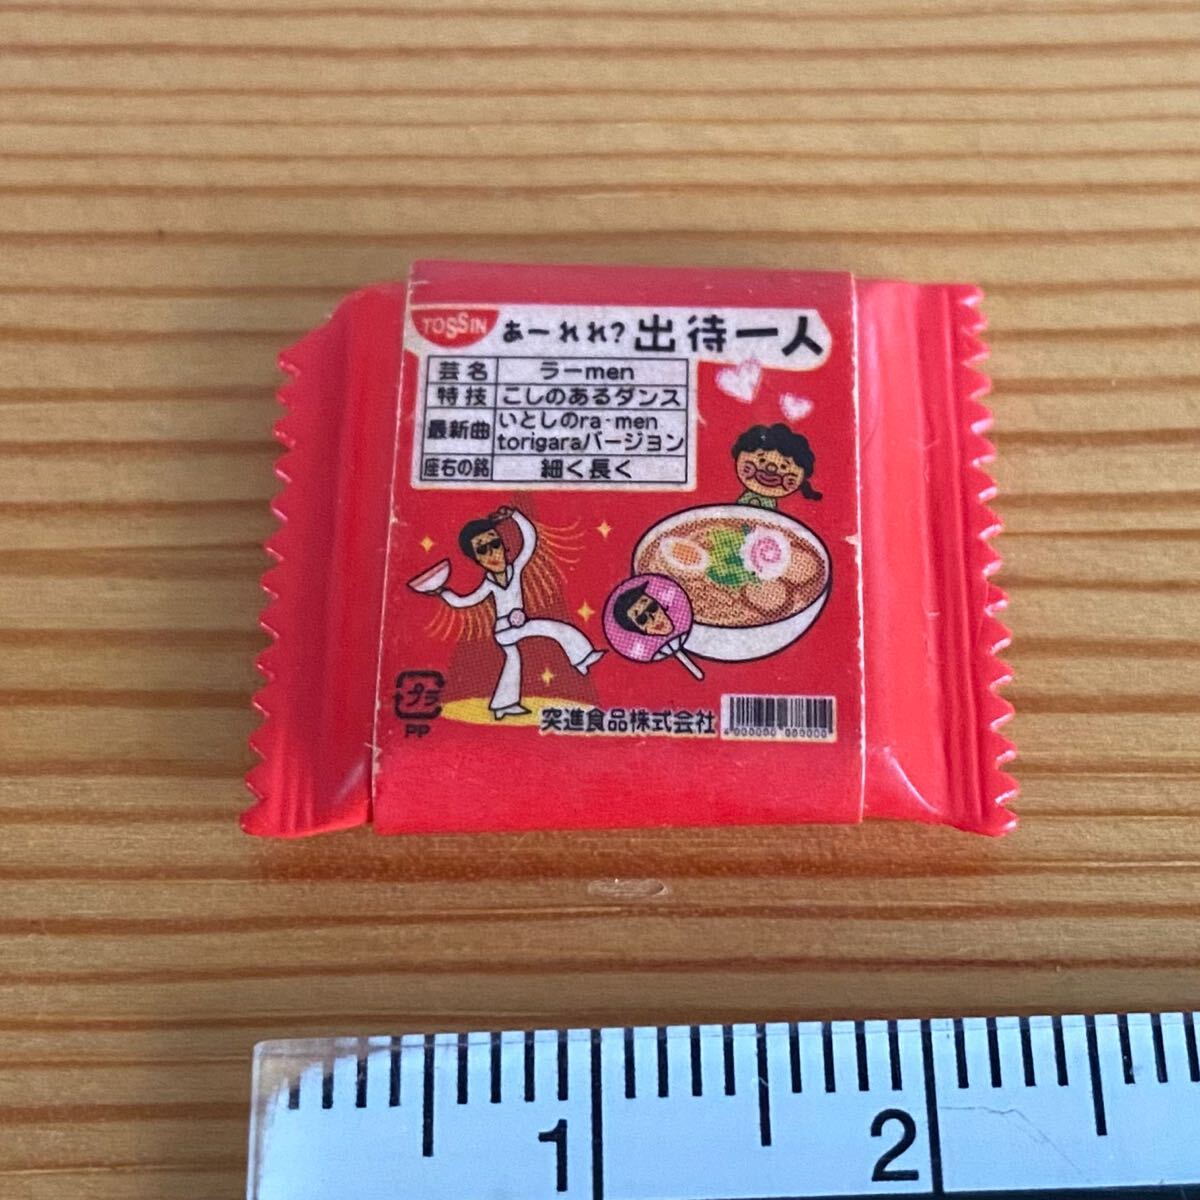 TOSSIN あーれれ?出待一人
芸名 ラーmen
特技 こしのあるダンス
最新曲 いとしのra-men
torigaraバージョン
座右の銘 細く長く
プラ
PP
突進食品株式会社
4 000000 000000
1 2